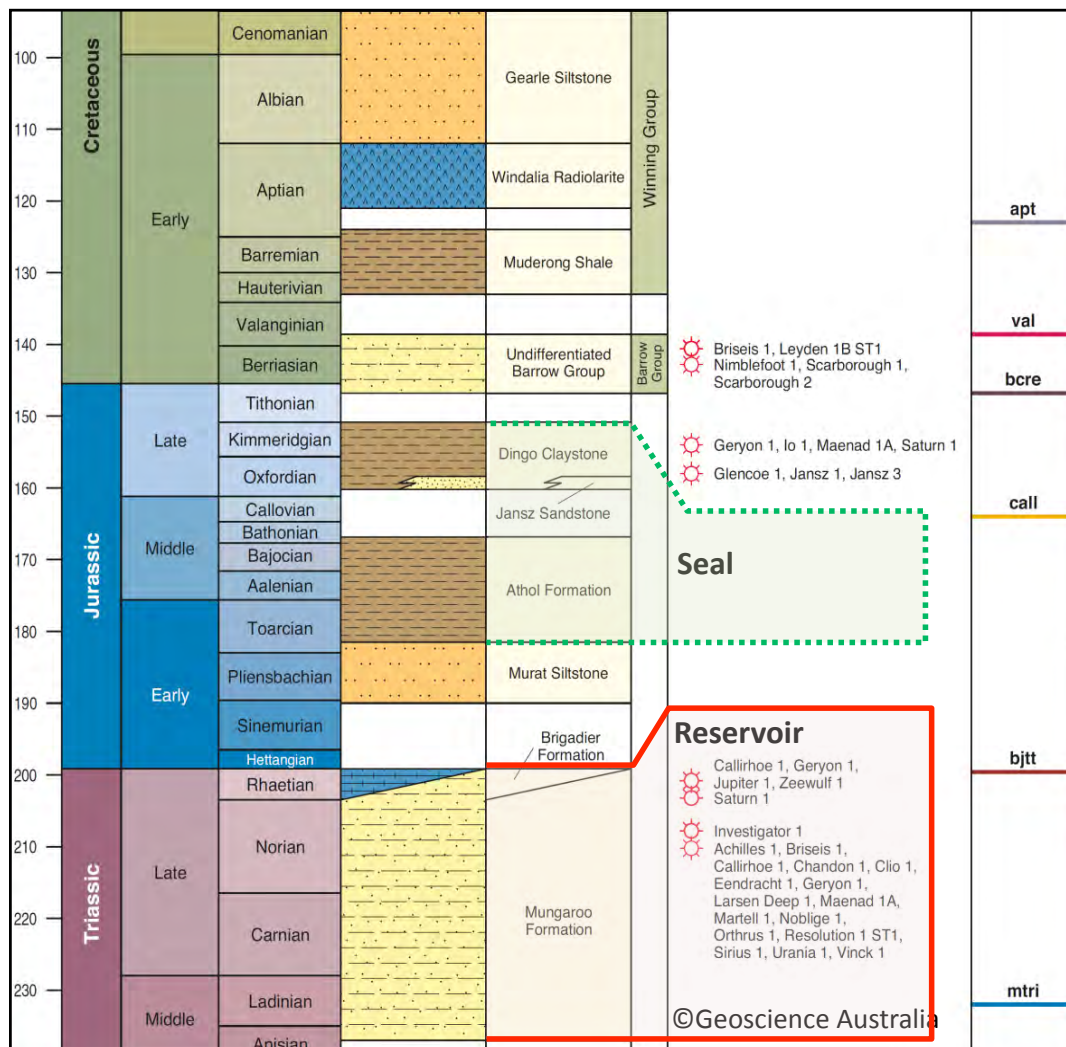 100
110
120
130
140
150
160
170
180
190
200
210
220
230
Cretaceous
Jurassic
Triassic
Early
Late
Middle
Early
Late
Middle
Cenomanian
Albian
Aptian
Barremian
Hauterivian
Valanginian
Berriasian
Tithonian
Kimmeridgian
Oxfordian
Callovian
Bathonian
Bajocian
Aalenian
Toarcian
Pliensbachian
Sinemurian
Hettangian
Rhaetian
Norian
Carnian
Ladinian
Anisian
Gearle Siltstone
Windalia Radiolarite
Muderong Shale
Undifferentiated
Barrow Group
Dingo Claystone
Jansz Sandstone
Athol Formation
Murat Siltstone
Brigadier
Formation
Mungaroo
Formation
Winning Group
Barrow
Group
Briseis 1, Leyden 1B ST1
Nimblefoot 1, Scarborough 1,
Scarborough 2
Geryon 1, Io 1, Maenad 1A, Saturn 1
Glencoe 1, Jansz 1, Jansz 3
Seal
Reservoir
Callirhoe 1, Geryon 1,
Jupiter 1, Zeewulf 1
Saturn 1
Investigator 1
Achilles 1, Briseis 1,
Callirhoe 1, Chandon 1, Clio 1,
Eendracht 1, Geryon 1,
Larsen Deep 1, Maenad 1A,
Martell 1, Noblige 1,
Orthrus 1, Resolution 1 ST1,
Sirius 1, Urania 1, Vinck 1
©Geoscience Australia
apt
val
bcre
call
bjtt
mtri